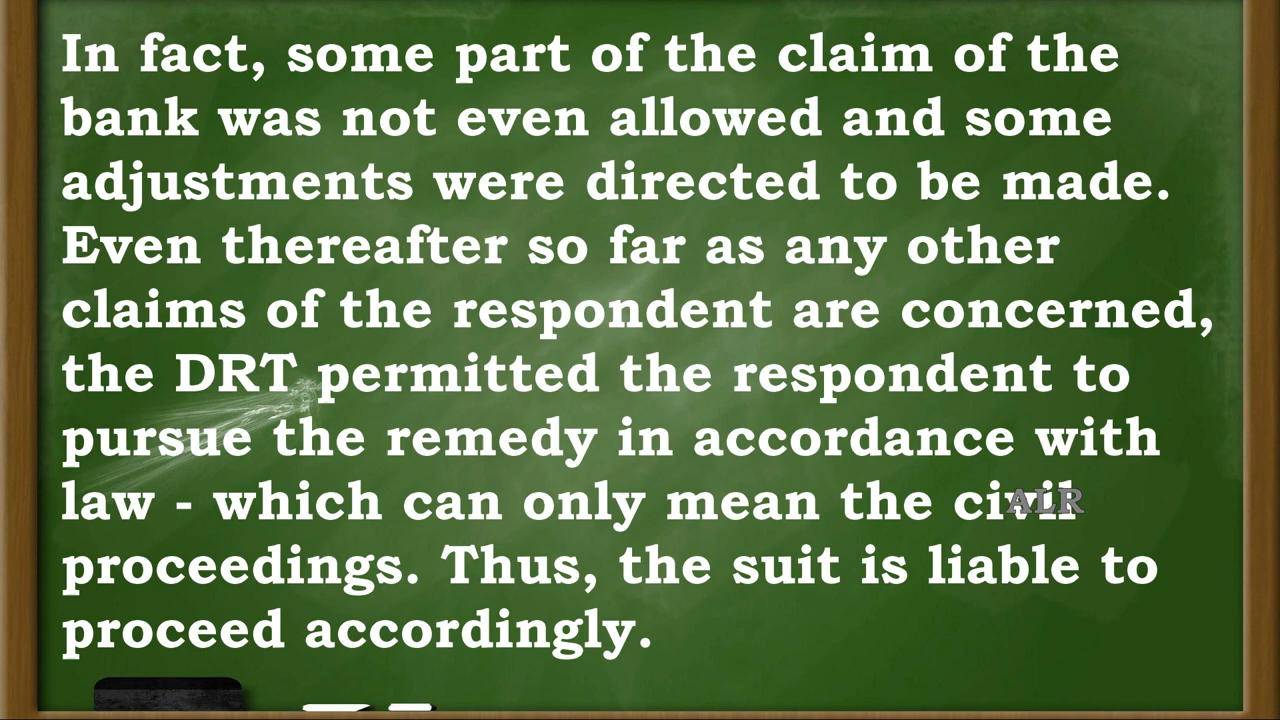 In fact, some part of the claim of the
bank was not even allowed and some
adjustments were directed to be made.
Even thereafter so far as any other
claims of the respondent are concerned,
the DRT permitted the respondent to
pursue the remedy in accordance with
law - which can only mean the civil
proceedings. Thus, the suit is liable to
proceed accordingly.
ALR